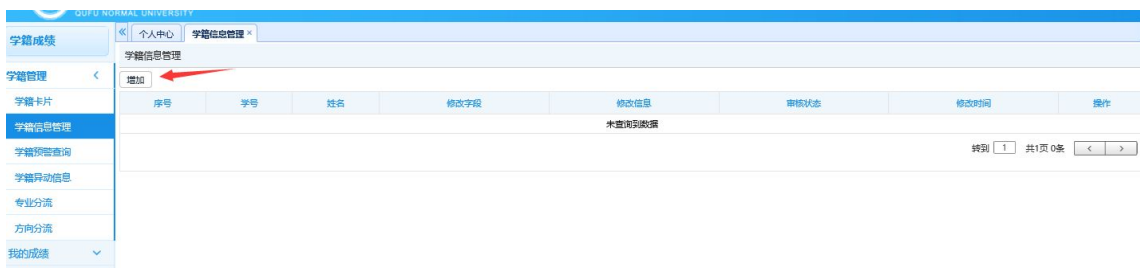 QUFU NORMAL UNIVERSITY
学籍成绩
个人中心 学籍信息管理 ×
学籍信息管理
学籍管理
增加
学籍卡片
序号 学号 姓名 修改字段 修改信息 审核状态 修改时间 操作
学籍信息管理
未查询到数据
学籍预警查询
转到 1 共1页 0条 < >
学籍异动信息
专业分流
方向分流
我的成绩